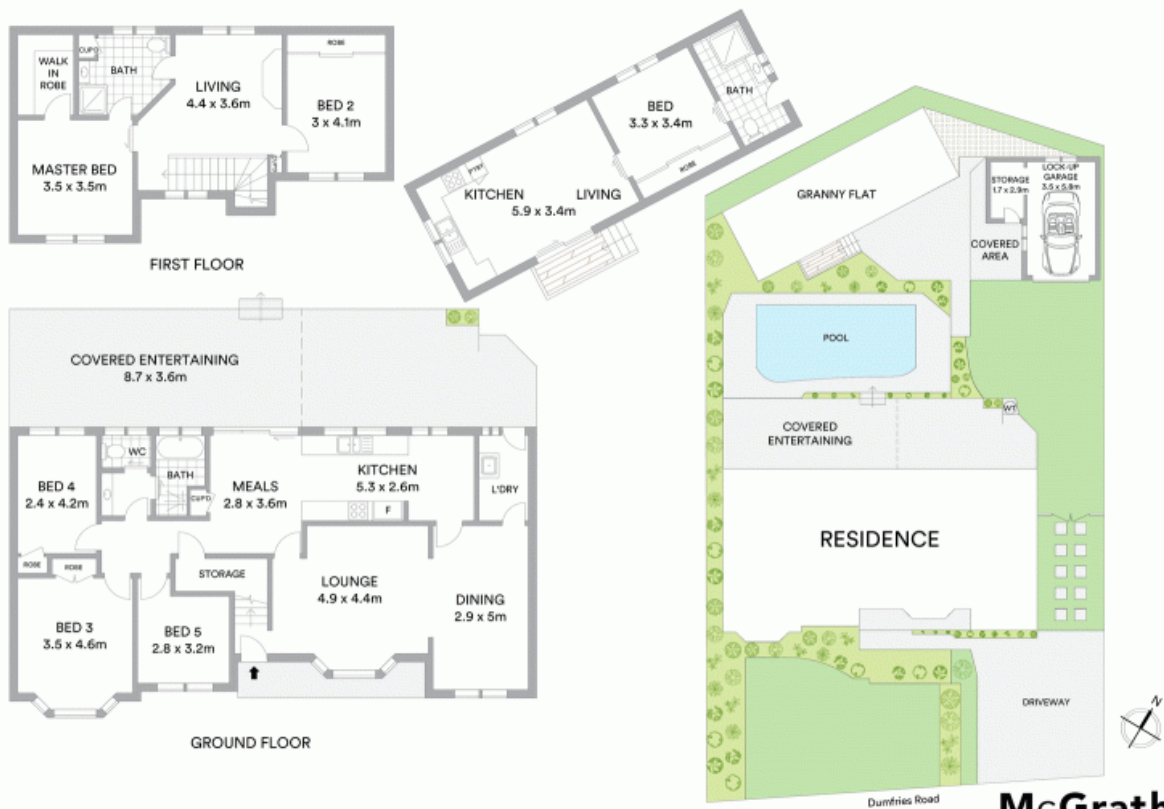 WALK
IN
ROBE
CUPD
BATH
LIVING
4.4 x 3.6m
ROBE
BED 2
3 x 4.1m
MASTER BED
3.5 x 3.5m
FIRST FLOOR
BED
3.3 x 3.4m
BATH
ROBE
PTRY
KITCHEN
LIVING
5.9 x 3.4m
COVERED ENTERTAINING
8.7 x 3.6m
BED 4
2.4 x 4.2m
WC
BATH
CUPD
MEALS
2.8 x 3.6m
KITCHEN
5.3 x 2.6m
F
L'DRY
ROBE
ROBE
STORAGE
LOUNGE
4.9 x 4.4m
DINING
2.9 x 5m
BED 3
3.5 x 4.6m
BED 5
2.8 x 3.2m
GROUND FLOOR
GRANNY FLAT
STORAGE
1.7 x 2.9m
LOCK-UP
GARAGE
3.5 x 5.8m
COVERED
AREA
POOL
WT
COVERED
ENTERTAINING
RESIDENCE
DRIVEWAY
N
Dumfries Road
McGrath